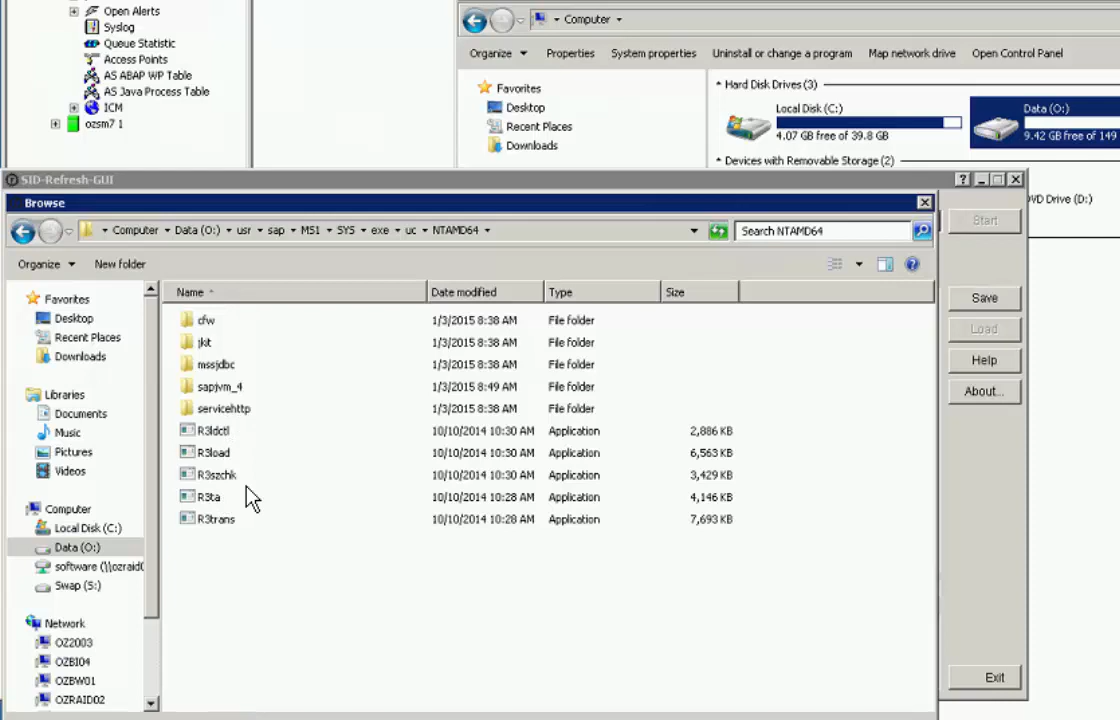 Open Alerts
Syslog
Queue Statistic
Access Points
AS ABAP WP Table
AS Java Process Table
ICM
ozsm7 1
Computer
Organize Properties System properties Uninstall or change a program Map network drive Open Control Panel
Favorites
Desktop
Recent Places
Downloads
Hard Disk Drives (3)
Local Disk (C:)
4.07 GB free of 39.8 GB
Data (O:)
9.42 GB free of 149
Devices with Removable Storage (2)
VD Drive (D:)
SID-Refresh-GUI
Browse
Computer Data (O:) usr sap MS1 SYS exe uc NTAMD64
Search NTAMD64
Organize New folder
Favorites
Desktop
Recent Places
Downloads
Libraries
Documents
Music
Pictures
Videos
Computer
Local Disk (C:)
Data (O:)
software (\\ozraid0
Swap (S:)
Network
OZ2003
OZBI04
OZBW01
OZRAID02
Name Date modified Type Size
cfw 1/3/2015 8:38 AM File folder
jkit 1/3/2015 8:38 AM File folder
mssjdbc 1/3/2015 8:38 AM File folder
sapjvm_4 1/3/2015 8:49 AM File folder
servicehttp 1/3/2015 8:38 AM File folder
R3ldctl 10/10/2014 10:30 AM Application 2,886 KB
R3load 10/10/2014 10:30 AM Application 6,563 KB
R3szchk 10/10/2014 10:30 AM Application 3,429 KB
R3ta 10/10/2014 10:28 AM Application 4,146 KB
R3trans 10/10/2014 10:28 AM Application 7,693 KB
Start
Save
Load
Help
About...
Exit